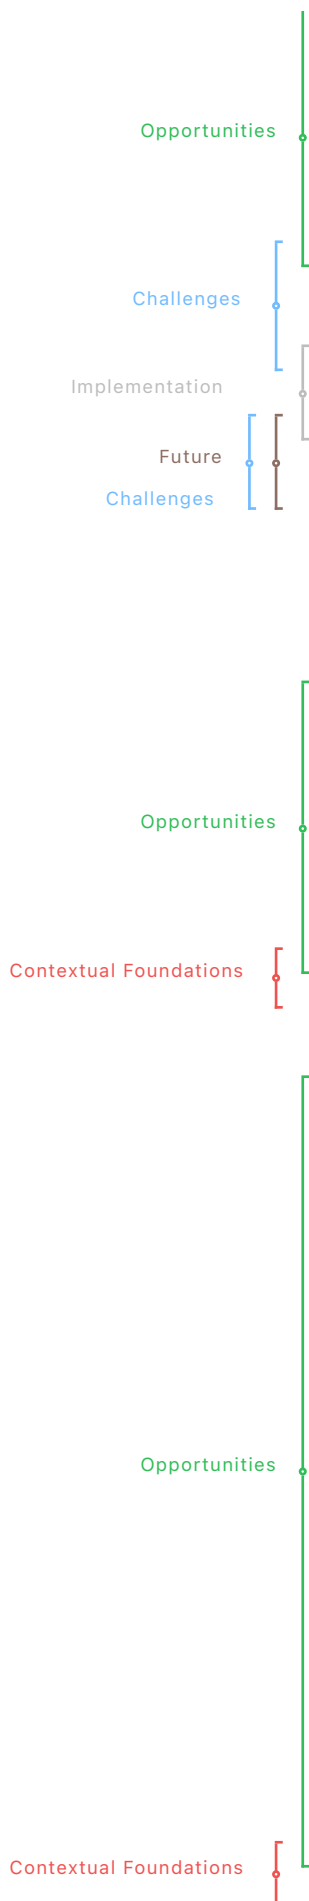 Opportunities
Challenges
Implementation
Future
Challenges
Opportunities
Contextual Foundations
Opportunities
Contextual Foundations